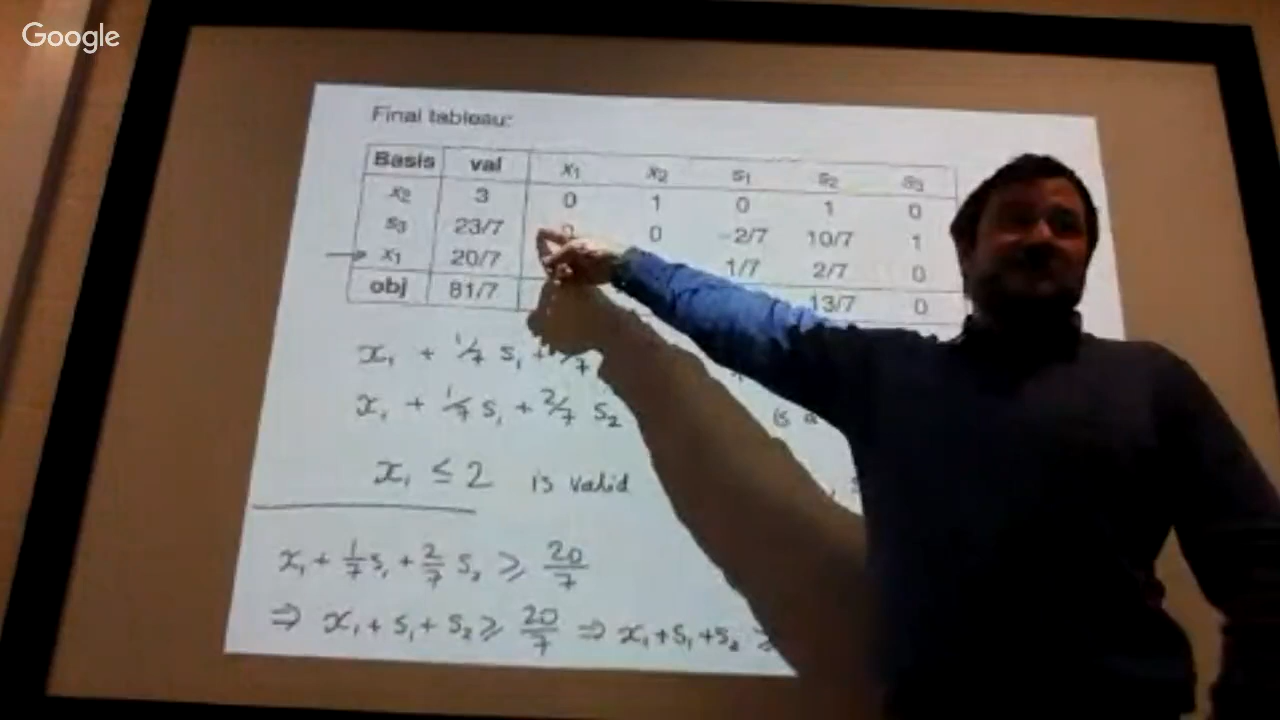 Google
Final tableau:
Basis val x₁ x₂ s₁ s₂ s₃
x₂ 3 0 1 0 1 0
s₃ 23/7 0 0 -2/7 10/7 1
→ x₁ 20/7 1/7 2/7 0
obj 81/7 13/7 0
x₁ + 1/7 s₁ +
x₁ + 1/7 s₁ + 2/7 s₂
is
x₁ ≤ 2 is valid
x₁ + 1/7 s₁ + 2/7 s₂ ⩾ 20/7
⇒ x₁ + s₁ + s₂ ⩾ 20/7 ⇒ x₁ + s₁ + s₂ ⩾